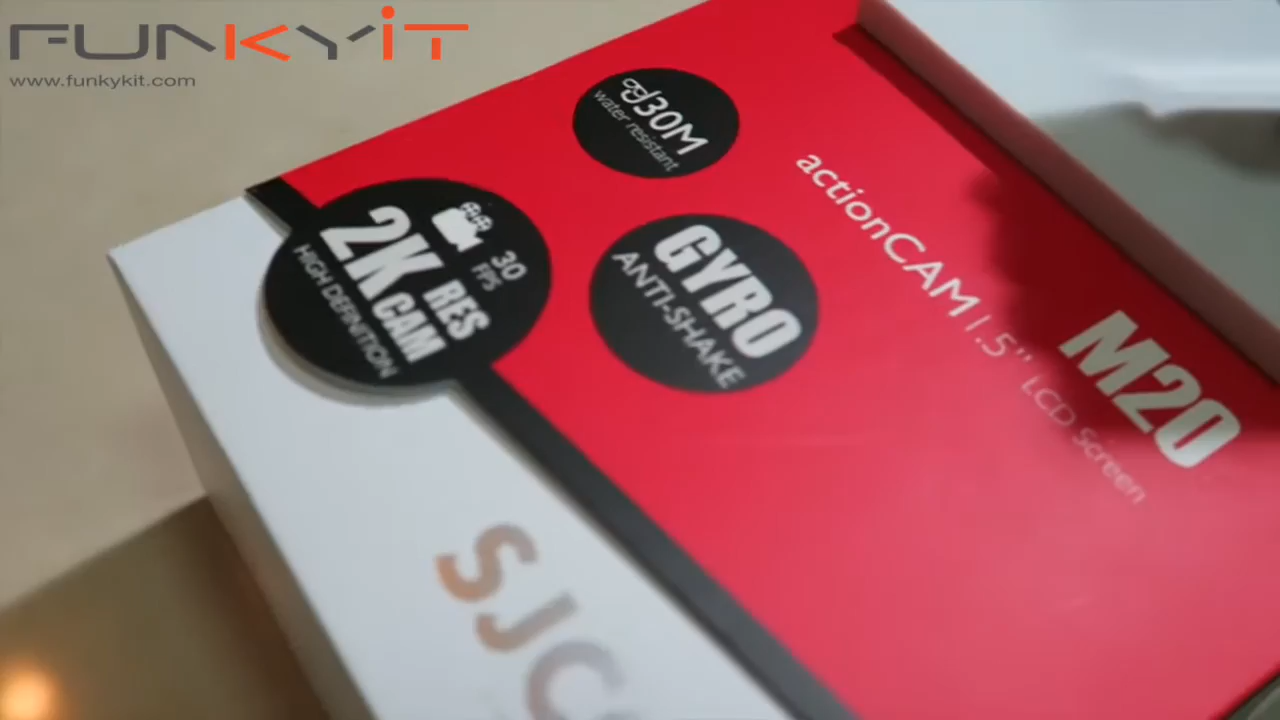 FUNKYiT
www.funkykit.com
30M
water resistant
2K
RES
CAM
30
FPS
HIGH DEFINITION
GYRO
ANTI-SHAKE
actionCAM 1.5" LCD Screen
M20
SJC